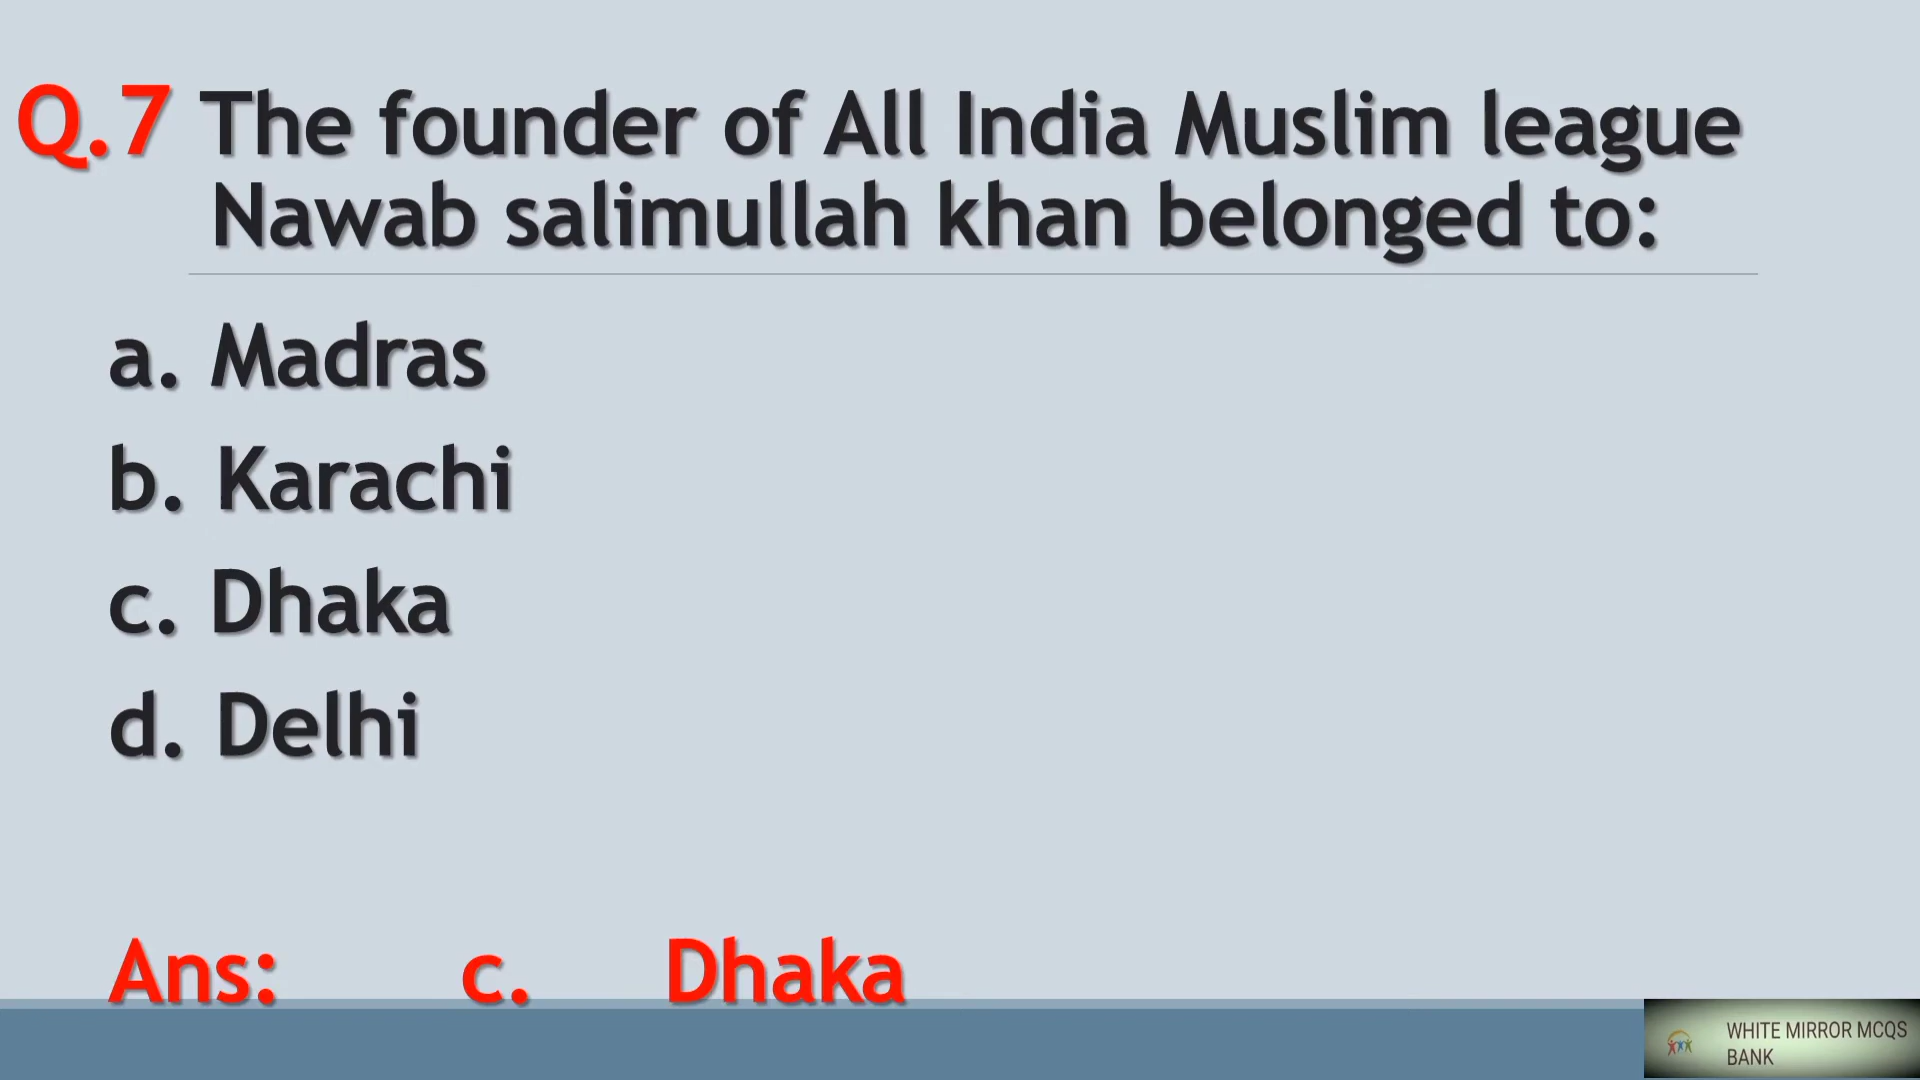 Q.7 The founder of All India Muslim league
Nawab salimullah khan belonged to:
a. Madras
b. Karachi
c. Dhaka
d. Delhi
Ans: c. Dhaka
WHITE MIRROR MCQS
BANK